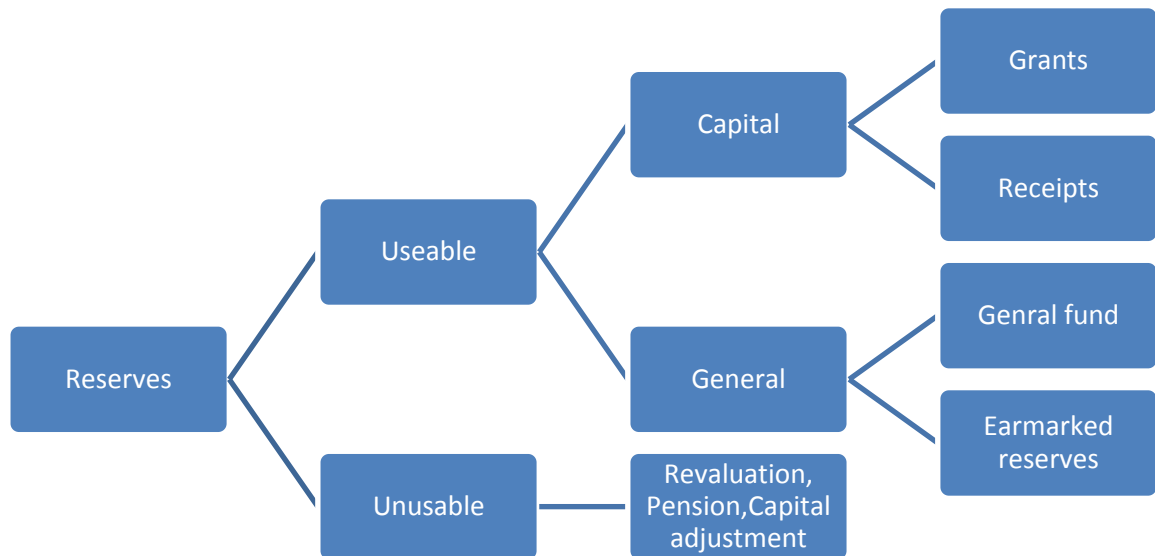 Reserves
Useable
Capital
Grants
Receipts
General
Genral fund
Earmarked
reserves
Unusable
Revaluation,
Pension,Capital
adjustment